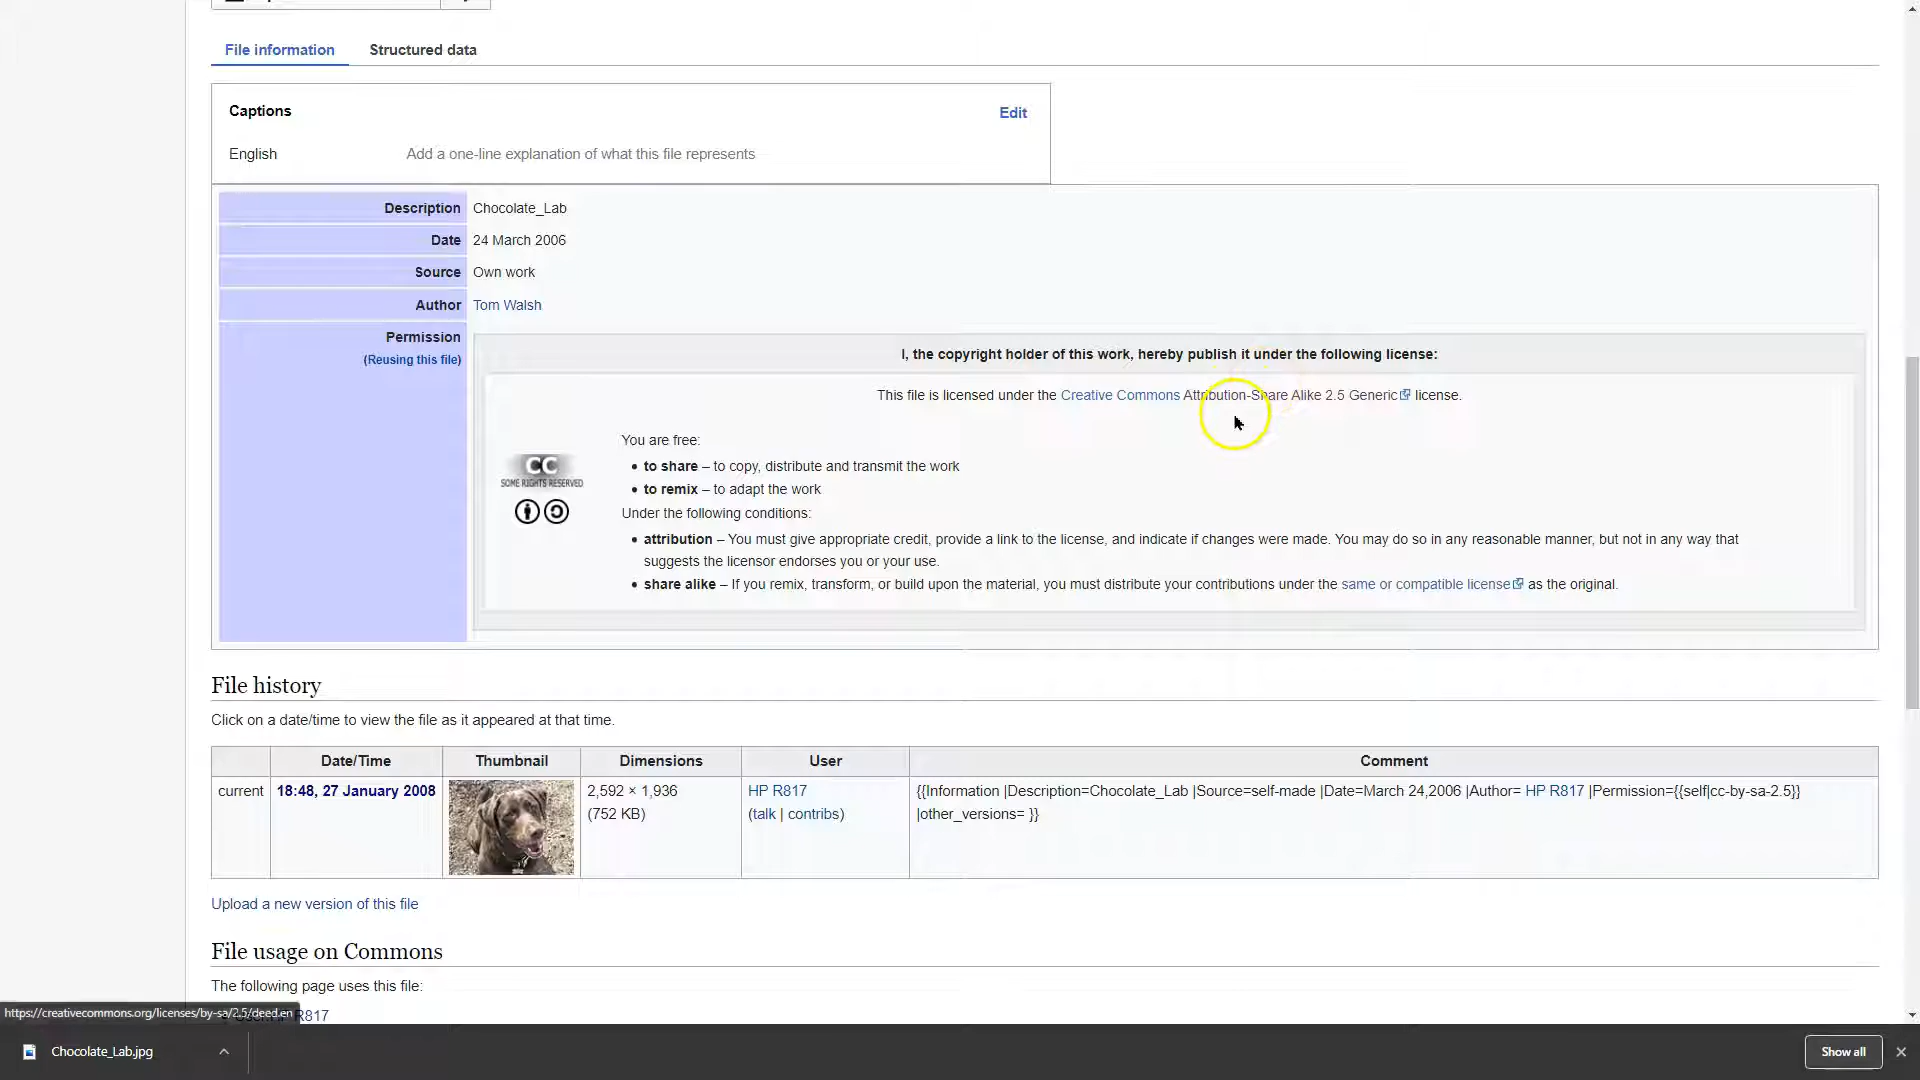 File information Structured data
Captions Edit
English Add a one-line explanation of what this file represents
Description Chocolate_Lab
Date 24 March 2006
Source Own work
Author Tom Walsh
Permission
(Reusing this file)
I, the copyright holder of this work, hereby publish it under the following license:
This file is licensed under the Creative Commons Attribution-Share Alike 2.5 Generic license.
You are free:
CC
SOME RIGHTS RESERVED
• to share – to copy, distribute and transmit the work
• to remix – to adapt the work
Under the following conditions:
• attribution – You must give appropriate credit, provide a link to the license, and indicate if changes were made. You may do so in any reasonable manner, but not in any way that
suggests the licensor endorses you or your use.
• share alike – If you remix, transform, or build upon the material, you must distribute your contributions under the same or compatible license as the original.
File history
Click on a date/time to view the file as it appeared at that time.
Date/Time Thumbnail Dimensions User Comment
current 18:48, 27 January 2008 2,592 × 1,936 HP R817 {{Information |Description=Chocolate_Lab |Source=self-made |Date=March 24,2006 |Author= HP R817 |Permission={{self|cc-by-sa-2.5}}
(752 KB) (talk | contribs) |other_versions= }}
Upload a new version of this file
File usage on Commons
The following page uses this file:
https://creativecommons.org/licenses/by-sa/2.5/deed.en R817
Chocolate_Lab.jpg Show all